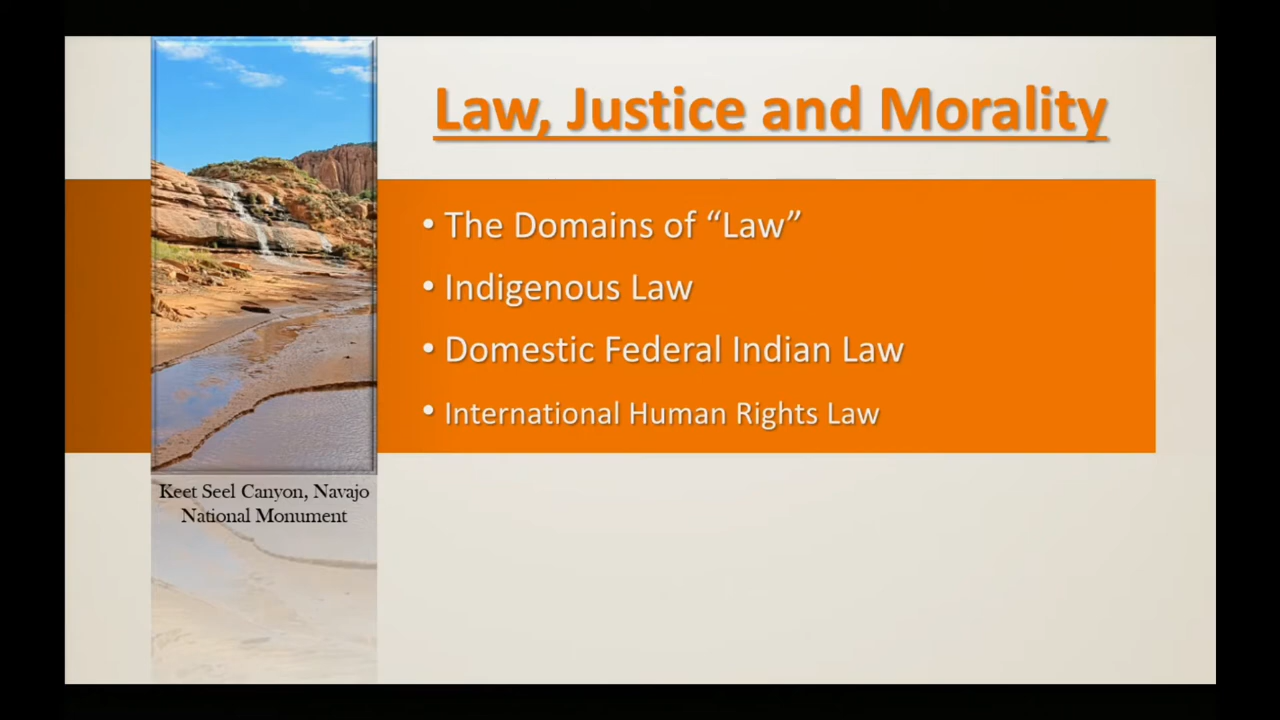 Law, Justice and Morality
• The Domains of “Law”
• Indigenous Law
• Domestic Federal Indian Law
• International Human Rights Law
Keet Seel Canyon, Navajo
National Monument